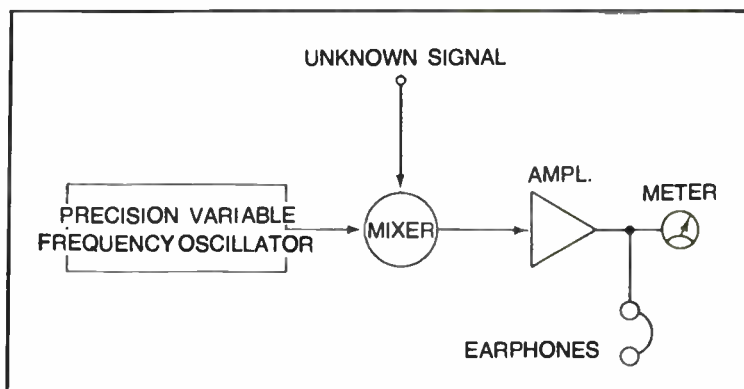 UNKNOWN SIGNAL
AMPL.
METER
PRECISION VARIABLE
FREQUENCY OSCILLATOR
MIXER
EARPHONES